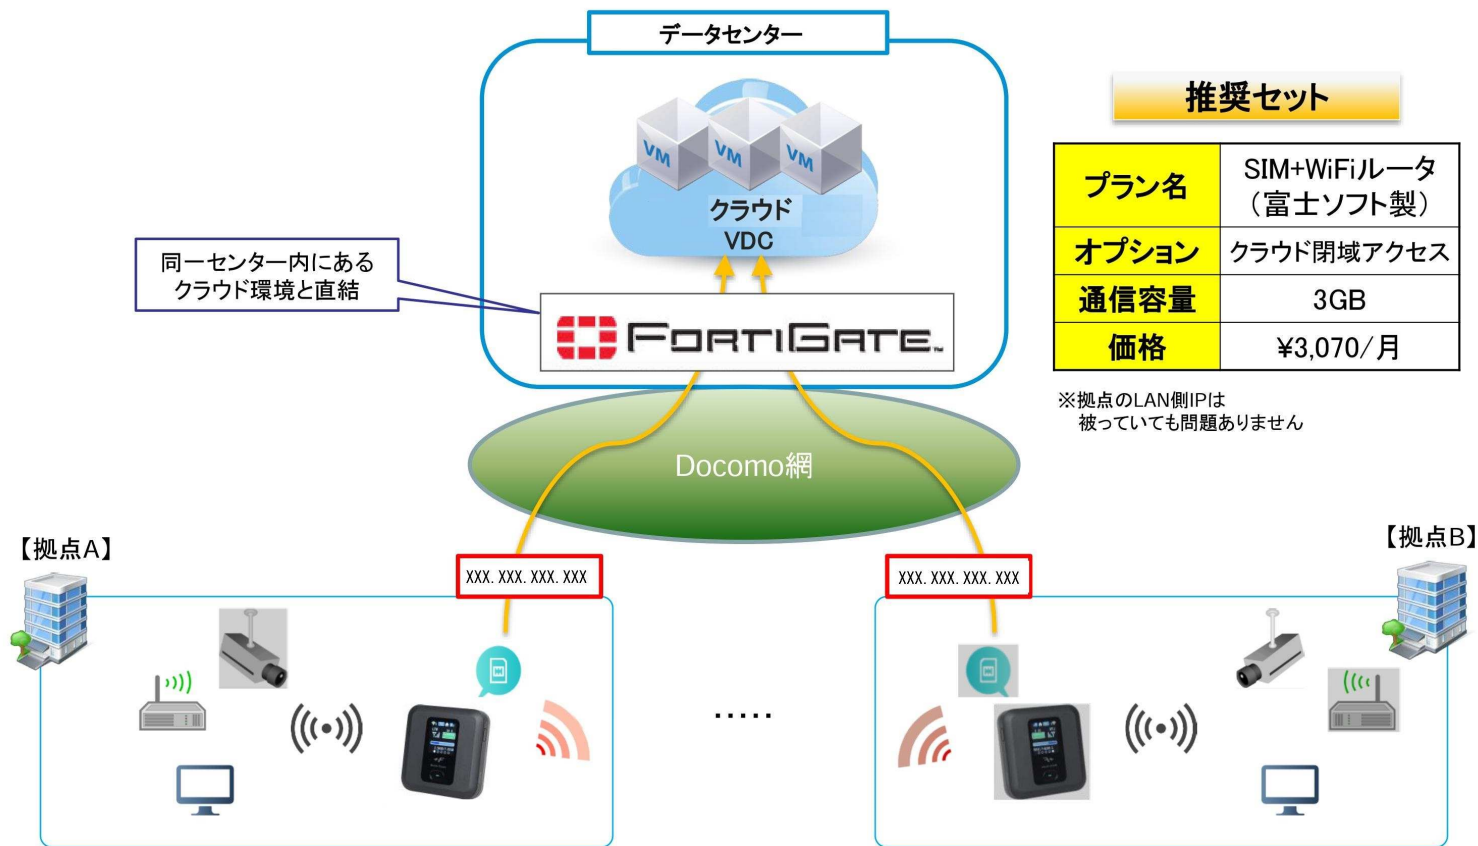 データセンター
VM
VM
VM
クラウド
VDC
同一センター内にある
クラウド環境と直結
FORTIGATE™
Docomo網
推奨セット
プラン名
SIM+WiFiルータ
（富士ソフト製）
オプション
クラウド閉域アクセス
通信容量
3GB
価格
¥3,070/月
※拠点のLAN側IPは
被っていても問題ありません
【拠点A】
XXX. XXX. XXX. XXX
.....
XXX. XXX. XXX. XXX
【拠点B】